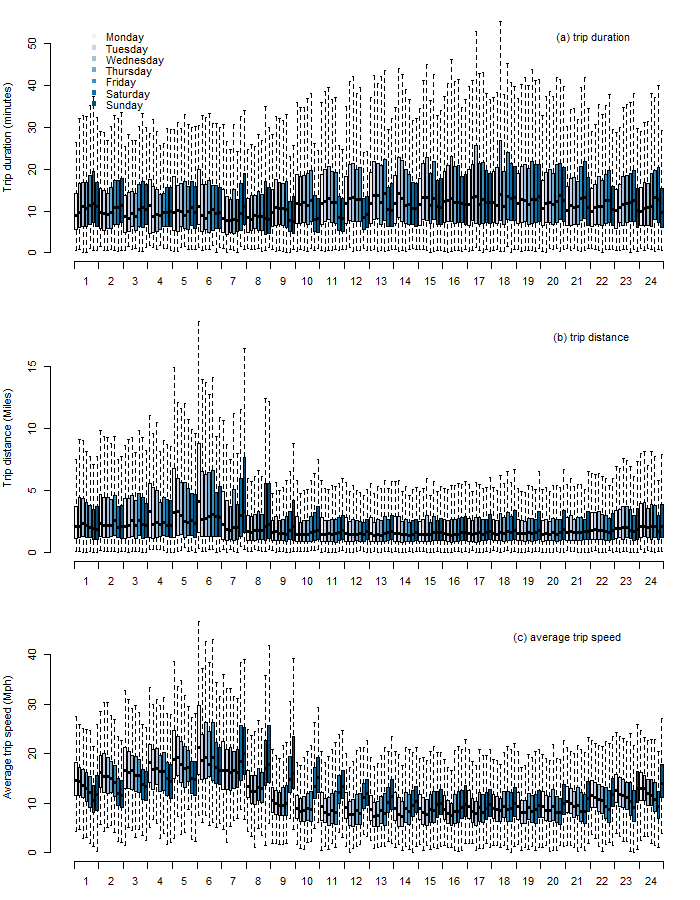 (a) trip duration
Monday
Tuesday
Wednesday
Thursday
Friday
Saturday
Sunday
Trip duration (minutes)
50
40
30
20
10
0
1 2 3 4 5 6 7 8 9 10 11 12 13 14 15 16 17 18 19 20 21 22 23 24
(b) trip distance
Trip distance (Miles)
15
10
5
0
1 2 3 4 5 6 7 8 9 10 11 12 13 14 15 16 17 18 19 20 21 22 23 24
(c) average trip speed
Average trip speed (Mph)
40
30
20
10
0
1 2 3 4 5 6 7 8 9 10 11 12 13 14 15 16 17 18 19 20 21 22 23 24